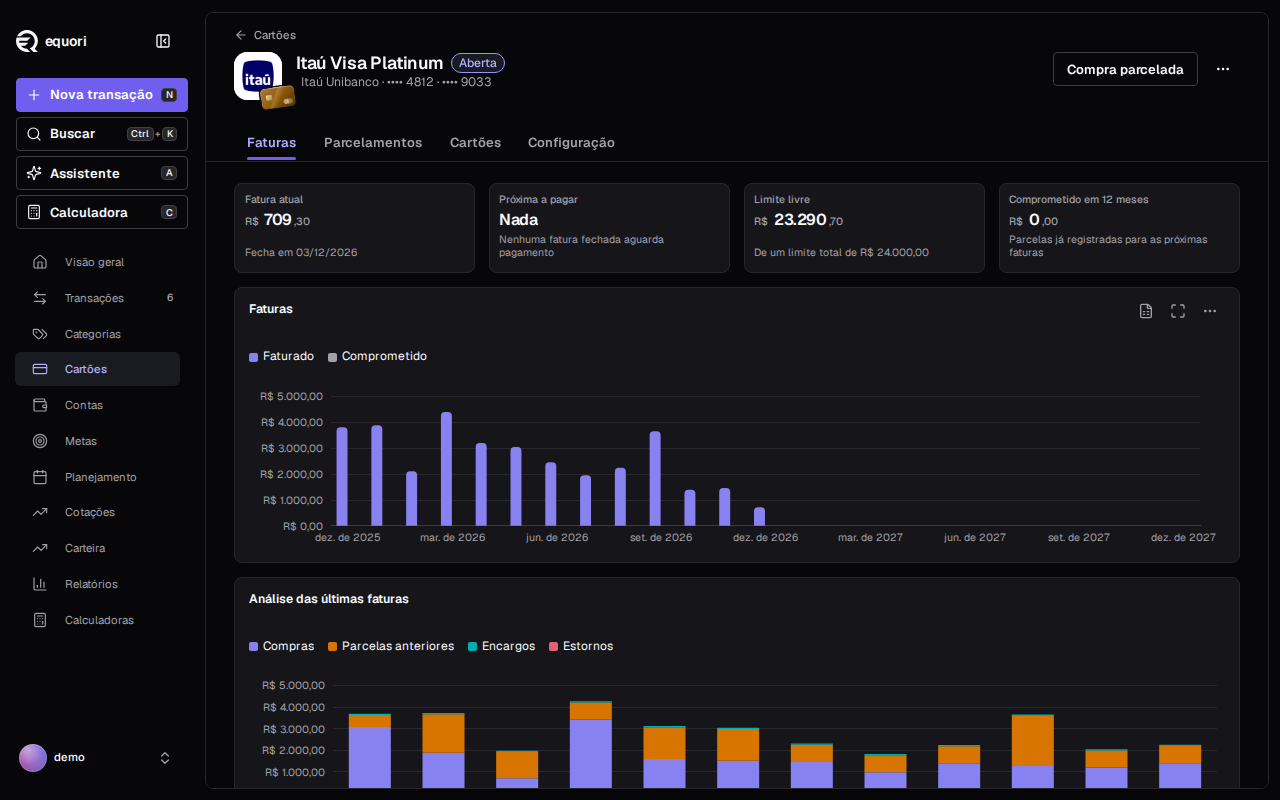 equori
Nova transação N
Buscar Ctrl + K
Assistente A
Calculadora C
Visão geral
Transações 6
Categorias
Cartões
Contas
Metas
Planejamento
Cotações
Carteira
Relatórios
Calculadoras
demo
Cartões
itaú
Itaú Visa Platinum Aberta
Itaú Unibanco · •••• 4812 · •••• 9033
Compra parcelada
Faturas Parcelamentos Cartões Configuração
Fatura atual
R$ 709,30
Fecha em 03/12/2026
Próxima a pagar
Nada
Nenhuma fatura fechada aguarda
pagamento
Limite livre
R$ 23.290,70
De um limite total de R$ 24.000,00
Comprometido em 12 meses
R$ 0,00
Parcelas já registradas para as próximas
faturas
Faturas
Faturado Comprometido
R$ 5.000,00
R$ 4.000,00
R$ 3.000,00
R$ 2.000,00
R$ 1.000,00
R$ 0,00
dez. de 2025 mar. de 2026 jun. de 2026 set. de 2026 dez. de 2026 mar. de 2027 jun. de 2027 set. de 2027 dez. de 2027
Análise das últimas faturas
Compras Parcelas anteriores Encargos Estornos
R$ 5.000,00
R$ 4.000,00
R$ 3.000,00
R$ 2.000,00
R$ 1.000,00